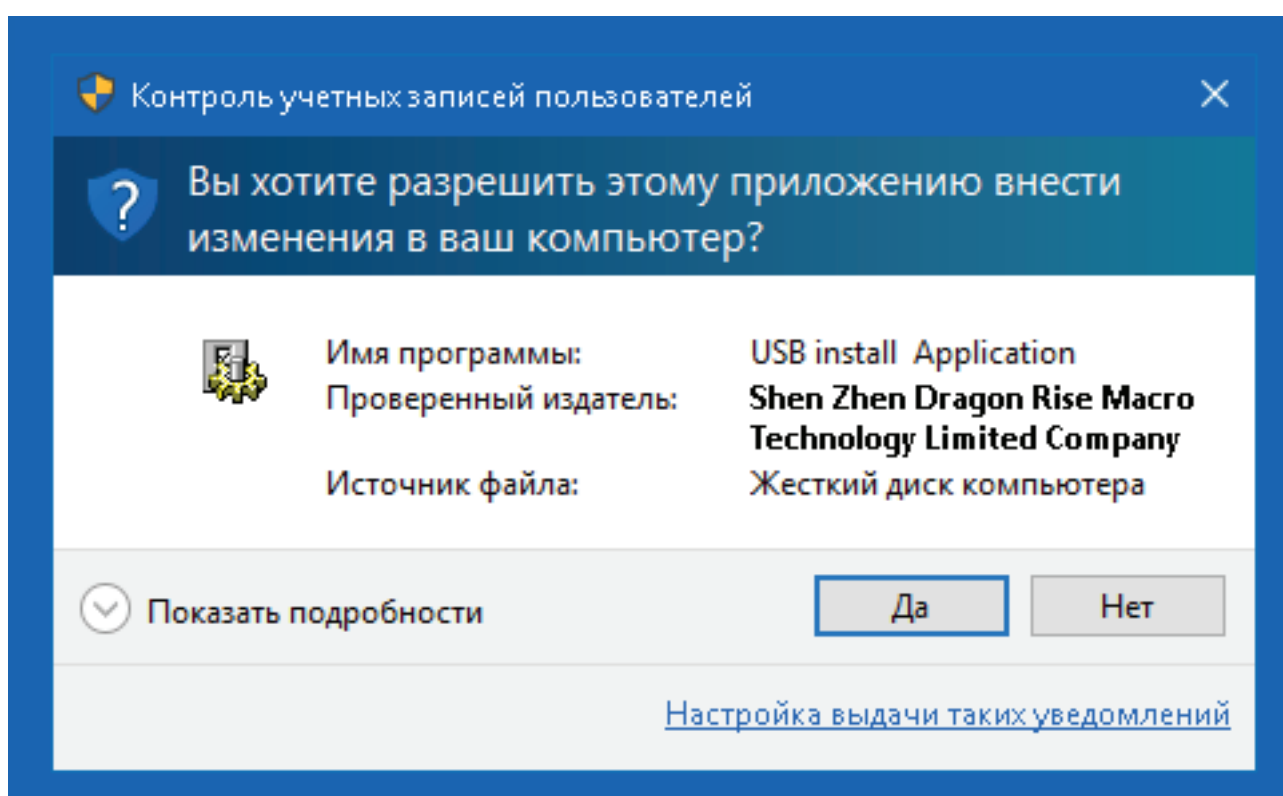 Контроль учетных записей пользователей
Вы хотите разрешить этому приложению внести
изменения в ваш компьютер?
Имя программы: USB install Application
Проверенный издатель: Shen Zhen Dragon Rise Macro
Technology Limited Company
Источник файла: Жесткий диск компьютера
Показать подробности
Да Нет
Настройка выдачи таких уведомлений